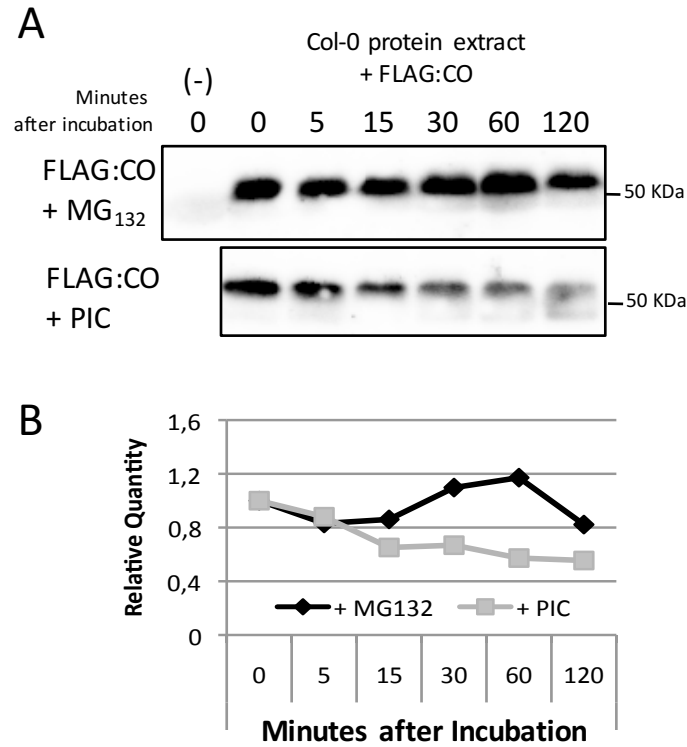 A
Col-0 protein extract
+ FLAG:CO
(-)
Minutes
after incubation 0 0 5 15 30 60 120
FLAG:CO
+ MG132
50 KDa
FLAG:CO
+ PIC
50 KDa
B
Relative Quantity
1,6
1,2
0,8
0,4
0
+ MG132 + PIC
0 5 15 30 60 120
Minutes after Incubation